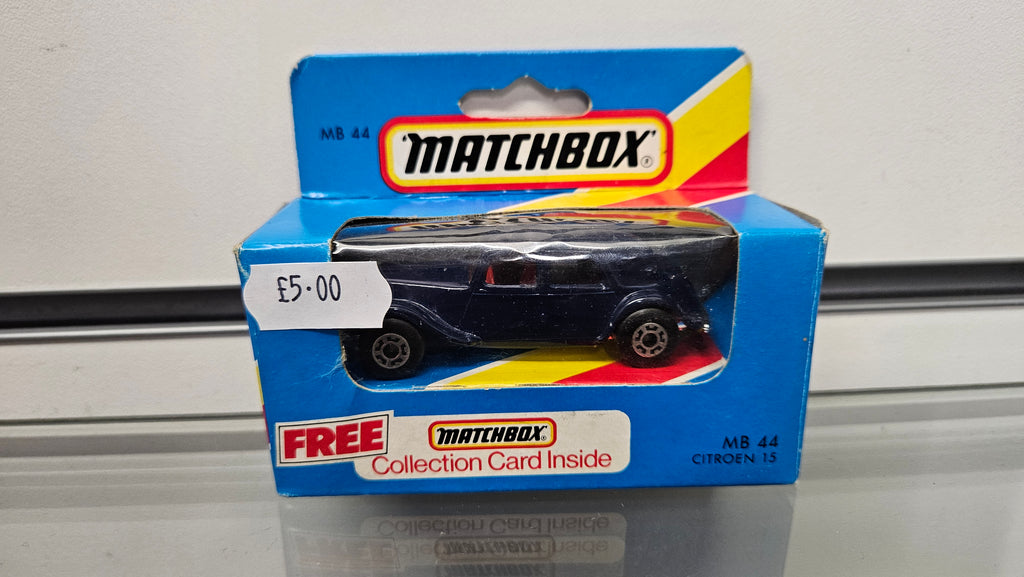 MB 44
"MATCHBOX"®
£5·00
FREE
"MATCHBOX"®
Collection Card Inside
MB 44
CITROEN 15